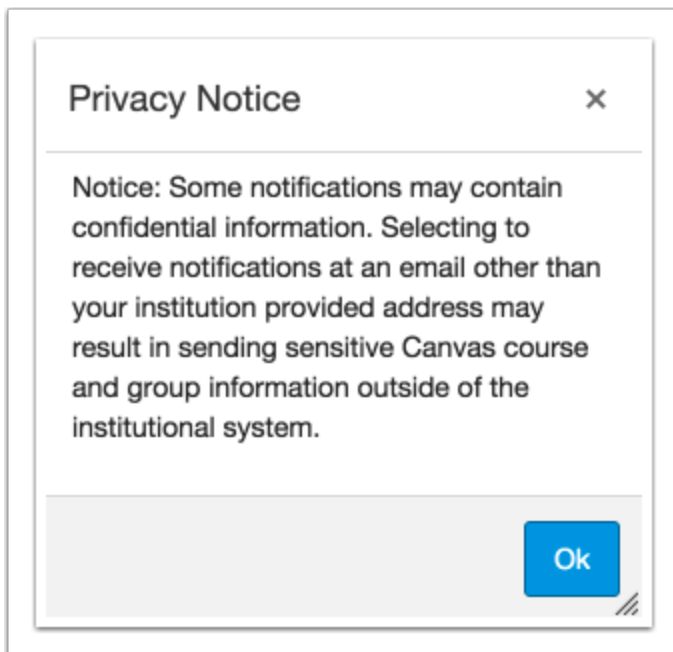 Privacy Notice ×
Notice: Some notifications may contain
confidential information. Selecting to
receive notifications at an email other than
your institution provided address may
result in sending sensitive Canvas course
and group information outside of the
institutional system.
Ok